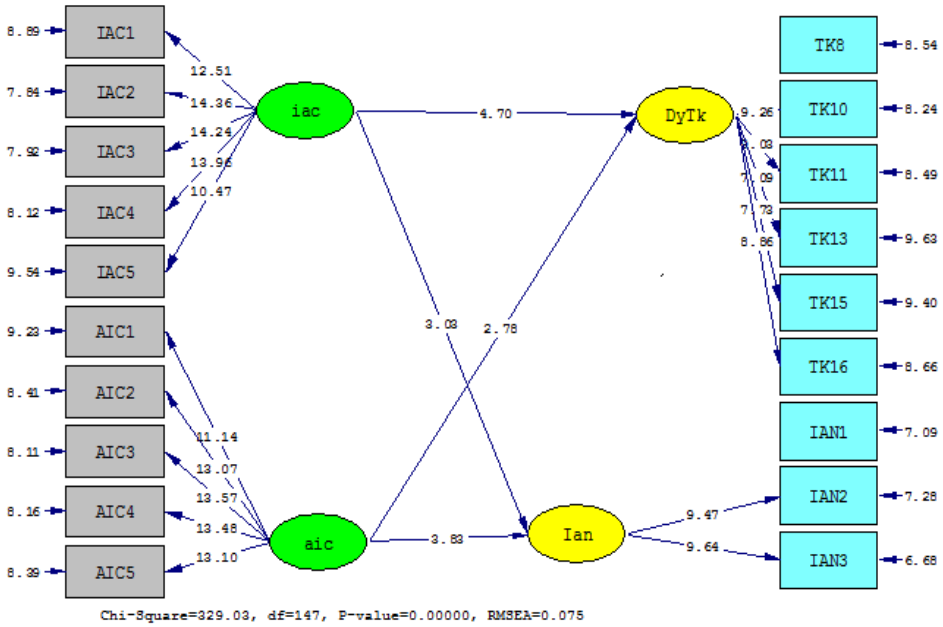 8.89 IAC1
7.84 IAC2
7.92 IAC3
8.12 IAC4
9.54 IAC5
9.23 AIC1
8.41 AIC2
8.11 AIC3
8.16 AIC4
8.39 AIC5
12.51
14.36
14.24
13.96
10.47
11.14
13.07
13.57
13.48
13.10
iac
aic
4.70
3.03
2.78
3.83
DyTk
Ian
9.26
7.09
7.73
8.86
9.47
9.64
TK8 8.54
TK10 8.24
TK11 8.49
TK13 9.63
TK15 9.40
TK16 8.66
IAN1 7.09
IAN2 7.28
IAN3 6.68
Chi-Square=329.03, df=147, P-value=0.00000, RMSEA=0.075